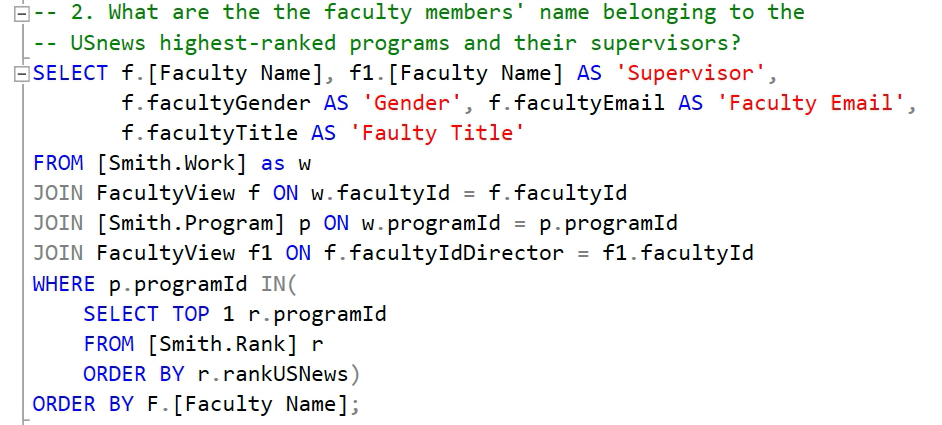 -- 2. What are the the faculty members' name belonging to the
-- USnews highest-ranked programs and their supervisors?
SELECT f.[Faculty Name], f1.[Faculty Name] AS 'Supervisor',
f.facultyGender AS 'Gender', f.facultyEmail AS 'Faculty Email',
f.facultyTitle AS 'Faulty Title'
FROM [Smith.Work] as w
JOIN FacultyView f ON w.facultyId = f.facultyId
JOIN [Smith.Program] p ON w.programId = p.programId
JOIN FacultyView f1 ON f.facultyIdDirector = f1.facultyId
WHERE p.programId IN(
SELECT TOP 1 r.programId
FROM [Smith.Rank] r
ORDER BY r.rankUSNews)
ORDER BY F.[Faculty Name];